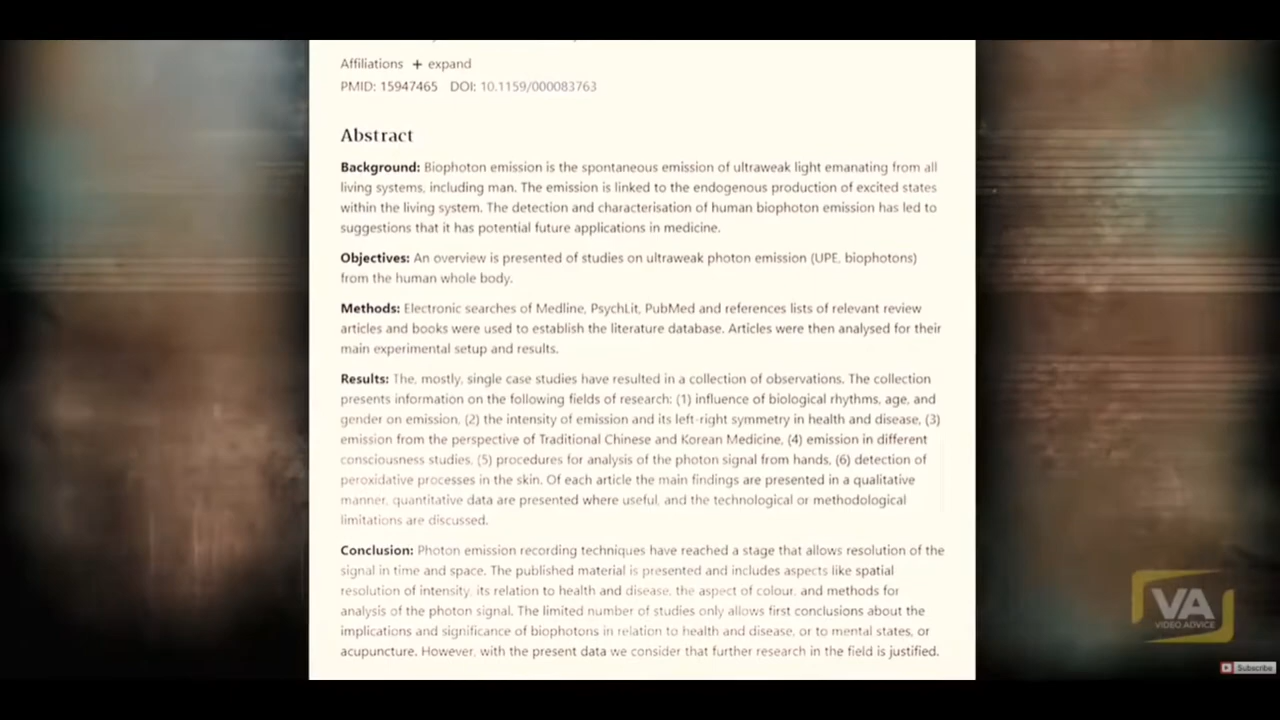 Affiliations + expand
PMID: 15947465 DOI: 10.1159/000083763
Abstract
Background: Biophoton emission is the spontaneous emission of ultraweak light emanating from all
living systems, including man. The emission is linked to the endogenous production of excited states
within the living system. The detection and characterisation of human biophoton emission has led to
suggestions that it has potential future applications in medicine.
Objectives: An overview is presented of studies on ultraweak photon emission (UPE, biophotons)
from the human whole body.
Methods: Electronic searches of Medline, PsychLit, PubMed and references lists of relevant review
articles and books were used to establish the literature database. Articles were then analysed for their
main experimental setup and results.
Results: The, mostly, single case studies have resulted in a collection of observations. The collection
presents information on the following fields of research: (1) influence of biological rhythms, age, and
gender on emission, (2) the intensity of emission and its left-right symmetry in health and disease, (3)
emission from the perspective of Traditional Chinese and Korean Medicine, (4) emission in different
consciousness studies, (5) procedures for analysis of the photon signal from hands, (6) detection of
peroxidative processes in the skin. Of each article the main findings are presented in a qualitative
manner, quantitative data are presented where useful, and the technological or methodological
limitations are discussed.
Conclusion: Photon emission recording techniques have reached a stage that allows resolution of the
signal in time and space. The published material is presented and includes aspects like spatial
resolution of intensity, its relation to health and disease, the aspect of colour, and methods for
analysis of the photon signal. The limited number of studies only allows first conclusions about the
implications and significance of biophotons in relation to health and disease, or to mental states, or
acupuncture. However, with the present data we consider that further research in the field is justified.
VA
VIDEO ADVICE
Subscribe